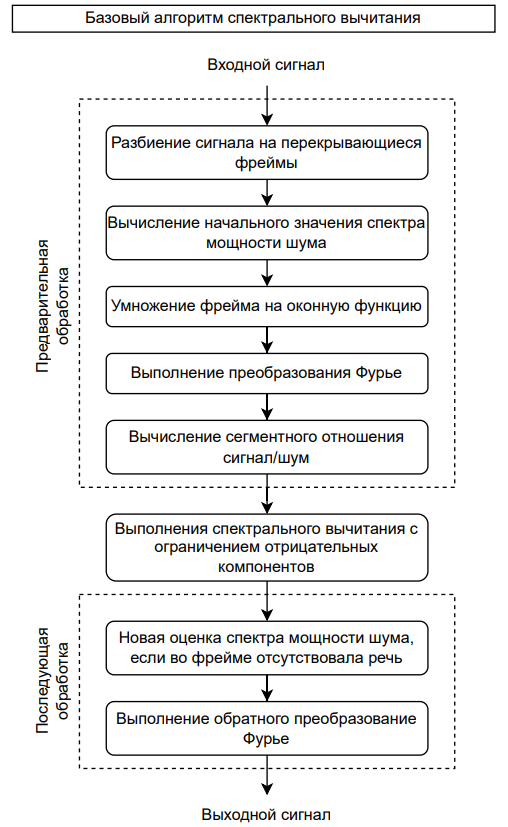 Базовый алгоритм спектрального вычитания
Входной сигнал
Предварительная
обработка
Разбиение сигнала на перекрывающиеся
фреймы
Вычисление начального значения спектра
мощности шума
Умножение фрейма на оконную функцию
Выполнение преобразования Фурье
Вычисление сегментного отношения
сигнал/шум
Выполнения спектрального вычитания с
ограничением отрицательных
компонентов
Последующая
обработка
Новая оценка спектра мощности шума,
если во фрейме отсутствовала речь
Выполнение обратного преобразование
Фурье
Выходной сигнал